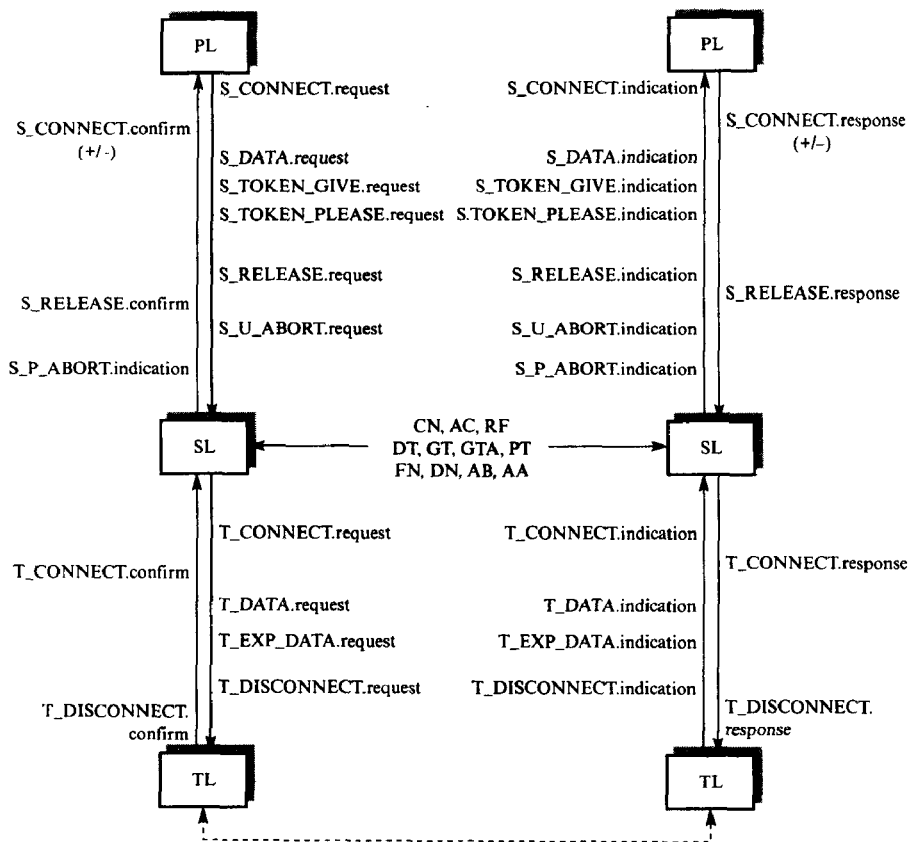 PL
PL
S_CONNECT.request
S_CONNECT.indication
S_CONNECT.confirm
(+/-)
S_CONNECT.response
(+/-)
S_DATA.request
S_DATA.indication
S_TOKEN_GIVE.request
S_TOKEN_GIVE.indication
S_TOKEN_PLEASE.request
S.TOKEN_PLEASE.indication
S_RELEASE.request
S_RELEASE.indication
S_RELEASE.confirm
S_RELEASE.response
S_U_ABORT.request
S_U_ABORT.indication
S_P_ABORT.indication
S_P_ABORT.indication
SL
CN, AC, RF
DT, GT, GTA, PT
FN, DN, AB, AA
SL
T_CONNECT.request
T_CONNECT.indication
T_CONNECT.confirm
T_CONNECT.response
T_DATA.request
T_DATA.indication
T_EXP_DATA.request
T_EXP_DATA.indication
T_DISCONNECT.request
T_DISCONNECT.indication
T_DISCONNECT.
confirm
T_DISCONNECT.
response
TL
TL